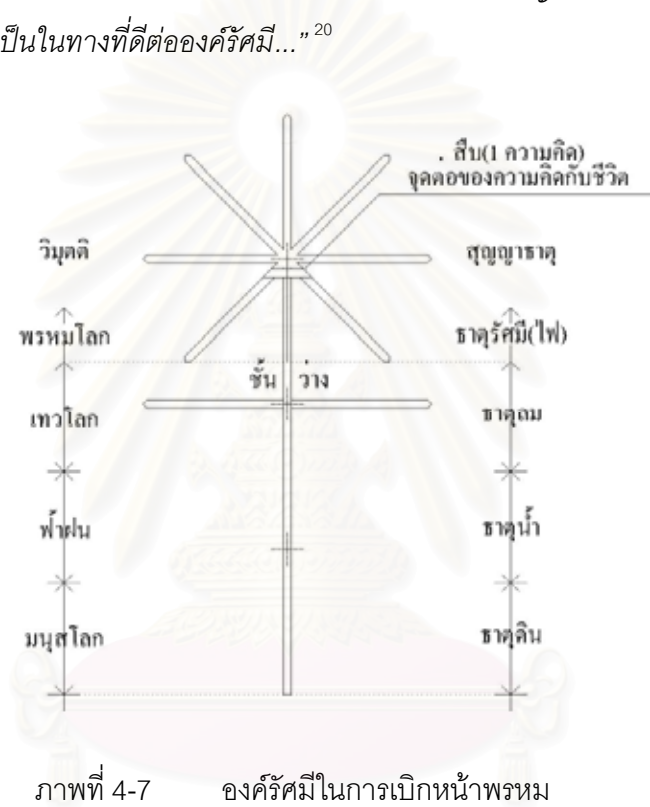 ป็นในทางที่ดีต่อองค์รัศมี...” 20
. สืบ(1 ความคิด)
จุคตอของความคิดกับชีวิต
วิมุตติ สุญญาธาตุ
พรหมโลก ธาตุรัศมี(ไฟ)
ชั้น ว่าง
เทวโลก ธาตุลม
ฟ้าฝน ธาตุน้ำ
มนุสโลก ธาตุดิน
ภาพที่ 4-7 องค์รัศมีในการเบิกหน้าพรหม